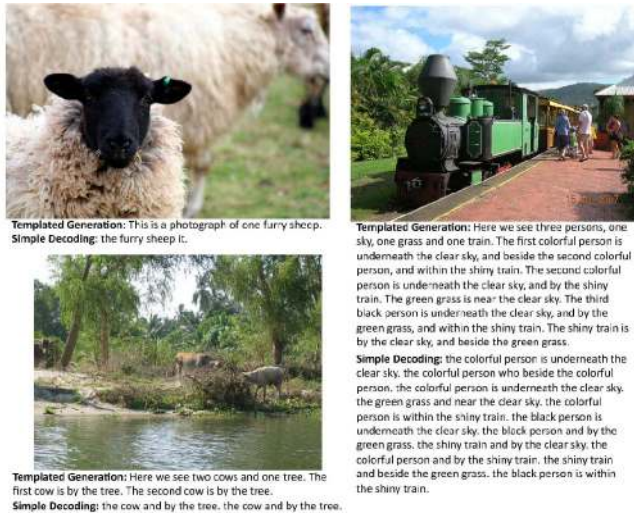 Templated Generation: This is a photograph of one furry sheep.
Simple Decoding: the furry sheep it.
Templated Generation: Here we see two cows and one tree. The
first cow is by the tree. The second cow is by the tree.
Simple Decoding: the cow and by the tree. the cow and by the tree.
Templated Generation: Here we see three persons, one
sky, one grass and one train. The first colorful person is
underneath the clear sky, and beside the second colorful
person, and within the shiny train. The second colorful
person is underneath the clear sky, and by the shiny
train. The green grass is near the clear sky. The third
black person is underneath the clear sky, and by the
green grass, and within the shiny train. The shiny train is
by the clear sky, and beside the green grass.
Simple Decoding: the colorful person is underneath the
clear sky. the colorful person who beside the colorful
person. the colorful person is underneath the clear sky.
the green grass and near the clear sky. the colorful
person is within the shiny train. the black person is
underneath the clear sky. the black person and by the
green grass. the shiny train and by the clear sky. the
colorful person and by the shiny train. the shiny train
and beside the green grass. the black person is within
the shiny train.